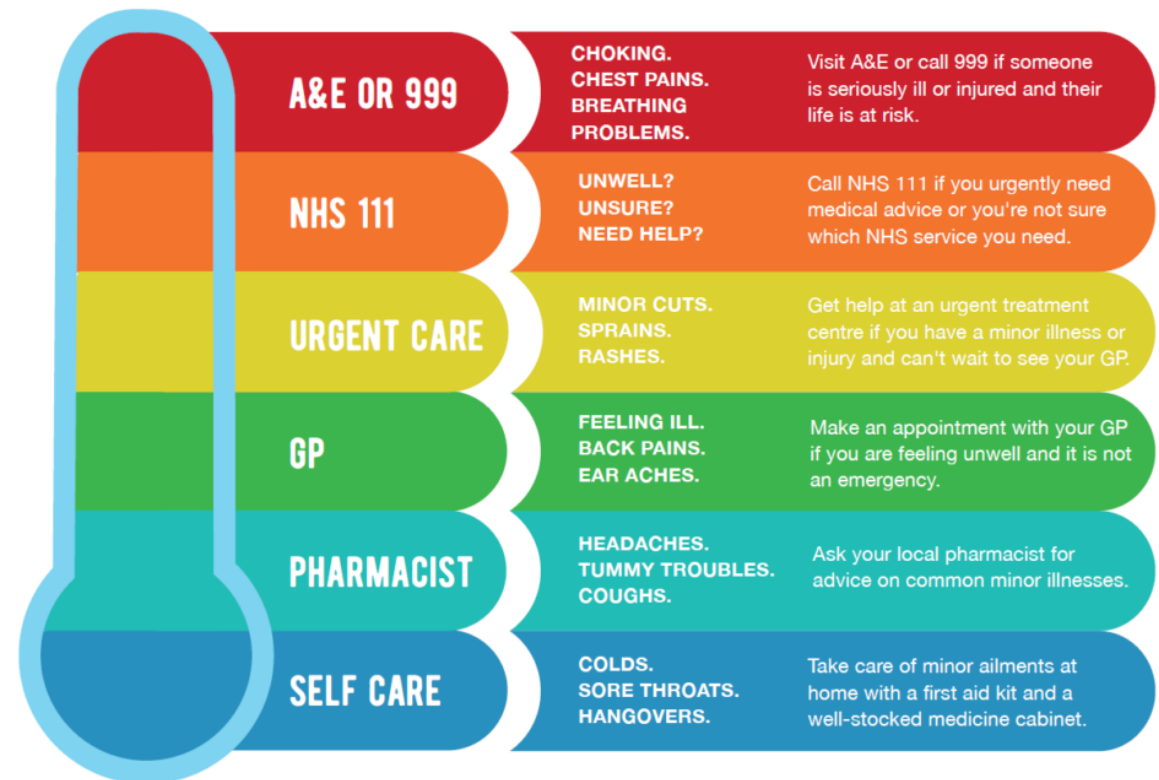 A&E OR 999
CHOKING.
CHEST PAINS.
BREATHING
PROBLEMS.
Visit A&E or call 999 if someone
is seriously ill or injured and their
life is at risk.
NHS 111
UNWELL?
UNSURE?
NEED HELP?
Call NHS 111 if you urgently need
medical advice or you're not sure
which NHS service you need.
URGENT CARE
MINOR CUTS.
SPRAINS.
RASHES.
Get help at an urgent treatment
centre if you have a minor illness or
injury and can't wait to see your GP.
GP
FEELING ILL.
BACK PAINS.
EAR ACHES.
Make an appointment with your GP
if you are feeling unwell and it is not
an emergency.
PHARMACIST
HEADACHES.
TUMMY TROUBLES.
COUGHS.
Ask your local pharmacist for
advice on common minor illnesses.
SELF CARE
COLDS.
SORE THROATS.
HANGOVERS.
Take care of minor ailments at
home with a first aid kit and a
well-stocked medicine cabinet.